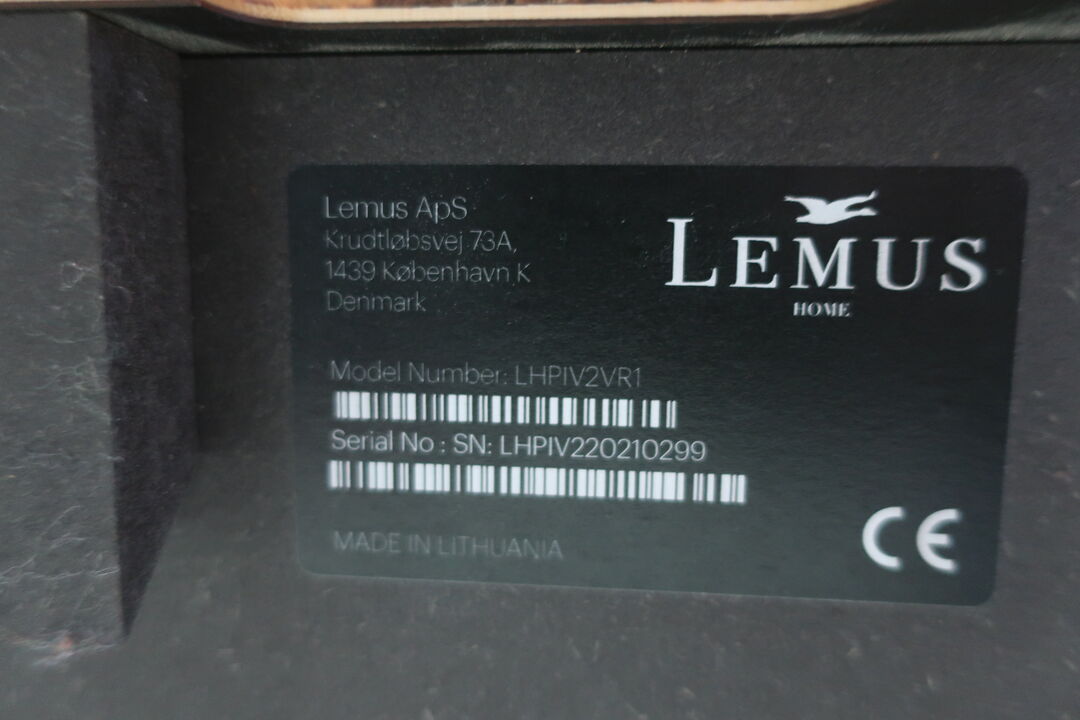 Lemus ApS
Krudtløbsvej 73A,
1439 København K
Denmark
LEMUS
HOME
Model Number: LHPIV2VR1
Serial No : SN: LHPIV220210299
MADE IN LITHUANIA
CE